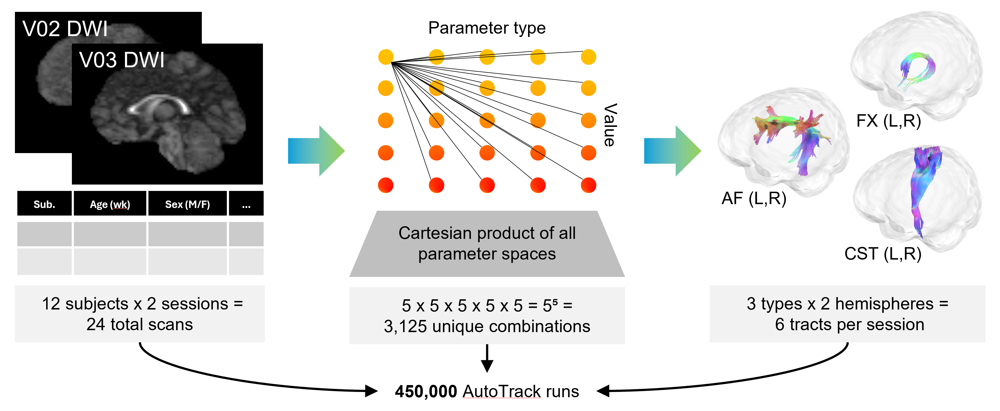 V02 DWI
V03 DWI
Sub. Age (wk) Sex (M/F) ...
12 subjects x 2 sessions =
24 total scans
Parameter type
Value
Cartesian product of all
parameter spaces
5 x 5 x 5 x 5 x 5 = 5⁵ =
3,125 unique combinations
FX (L,R)
AF (L,R)
CST (L,R)
3 types x 2 hemispheres =
6 tracts per session
450,000 AutoTrack runs